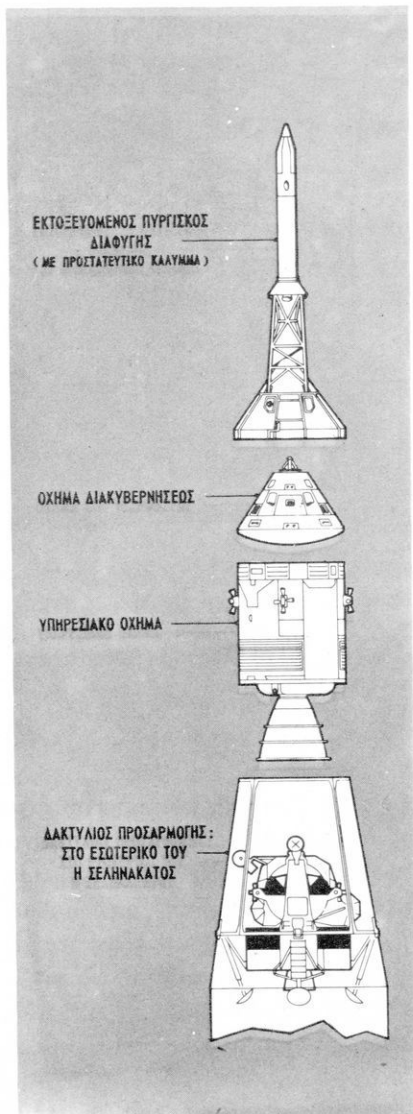 ΕΚΤΟΞΕΥΟΜΕΝΟΣ ΠΥΡΓΙΣΚΟΣ
ΔΙΑΦΥΓΗΣ
(ΜΕ ΠΡΟΣΤΑΤΕΥΤΙΚΟ ΚΑΛΥΜΜΑ)
ΟΧΗΜΑ ΔΙΑΚΥΒΕΡΝΗΣΕΩΣ
ΥΠΗΡΕΣΙΑΚΟ ΟΧΗΜΑ
ΔΑΚΤΥΛΙΟΣ ΠΡΟΣΑΡΜΟΓΗΣ:
ΣΤΟ ΕΣΩΤΕΡΙΚΟ ΤΟΥ
Η ΣΕΛΗΝΑΚΑΤΟΣ